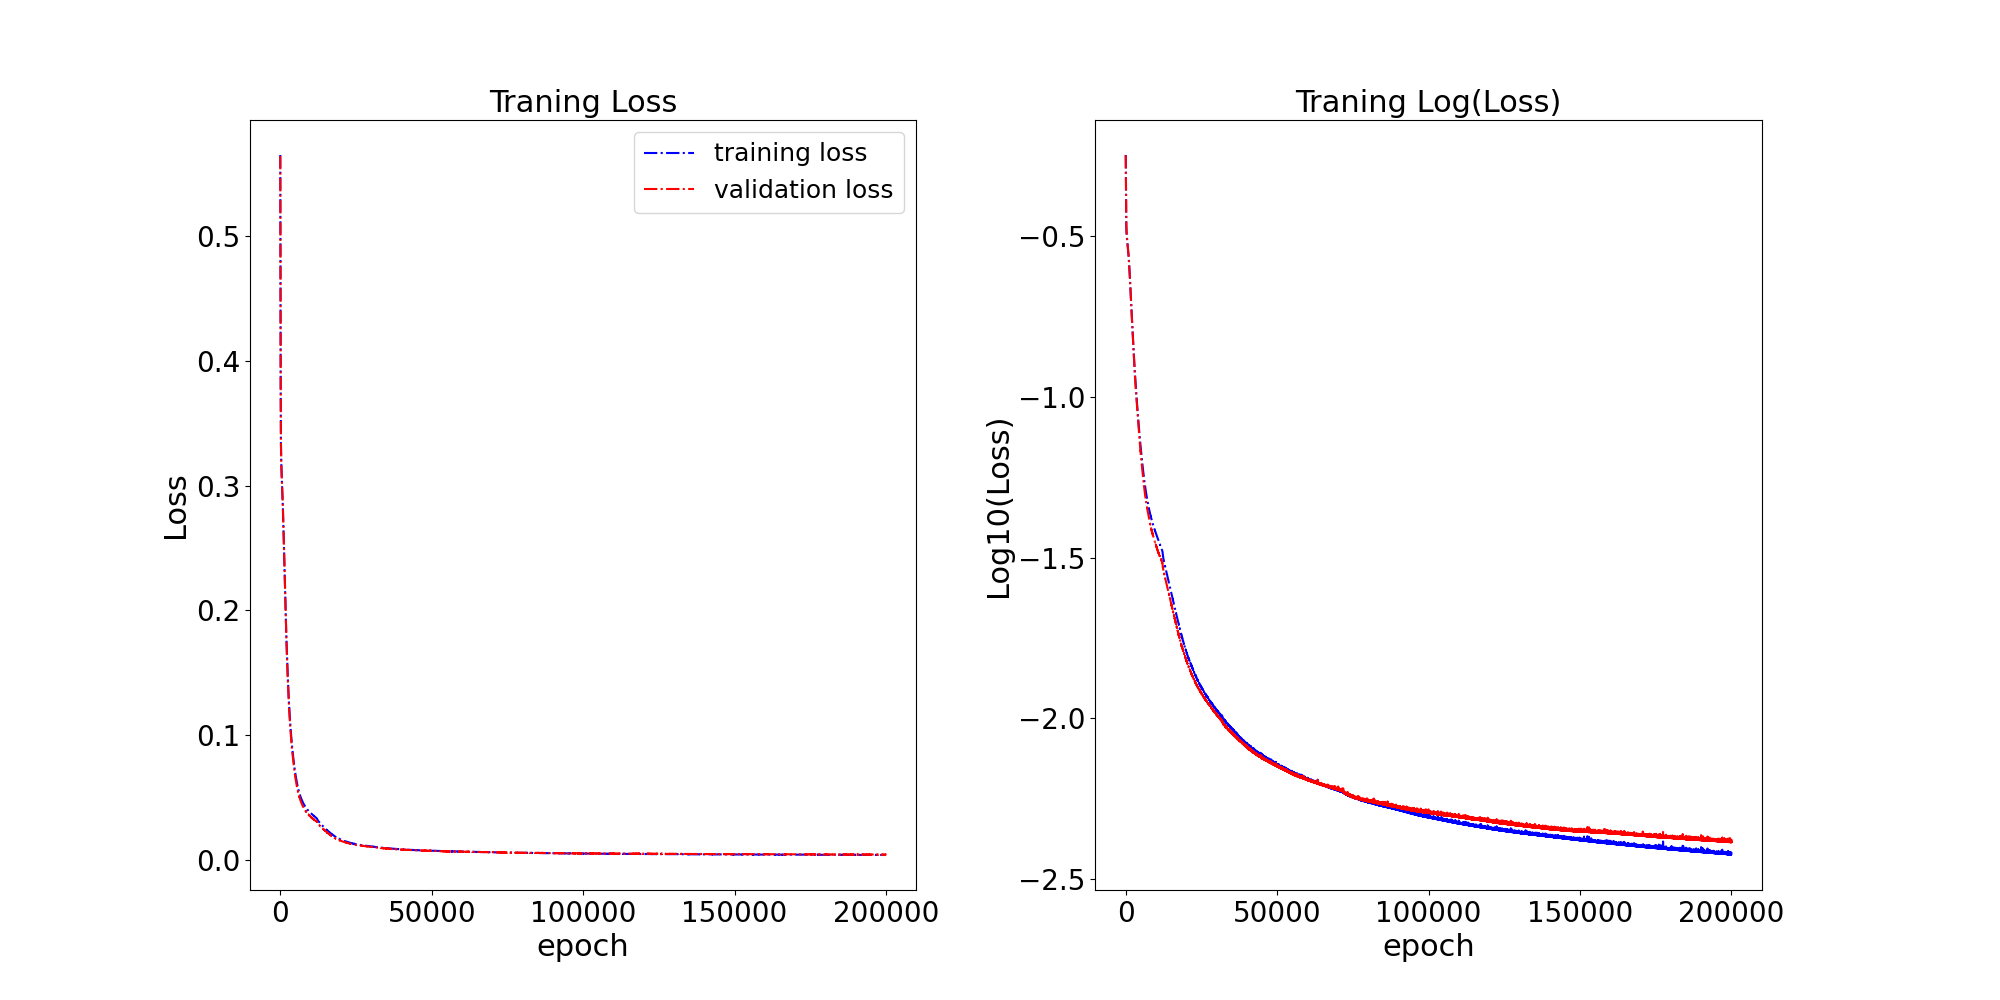 Traning Loss
training loss
validation loss
0.5
0.4
0.3
0.2
0.1
0.0
Loss
0 50000 100000 150000 200000
epoch
Traning Log(Loss)
−0.5
−1.0
−1.5
−2.0
−2.5
Log10(Loss)
0 50000 100000 150000 200000
epoch